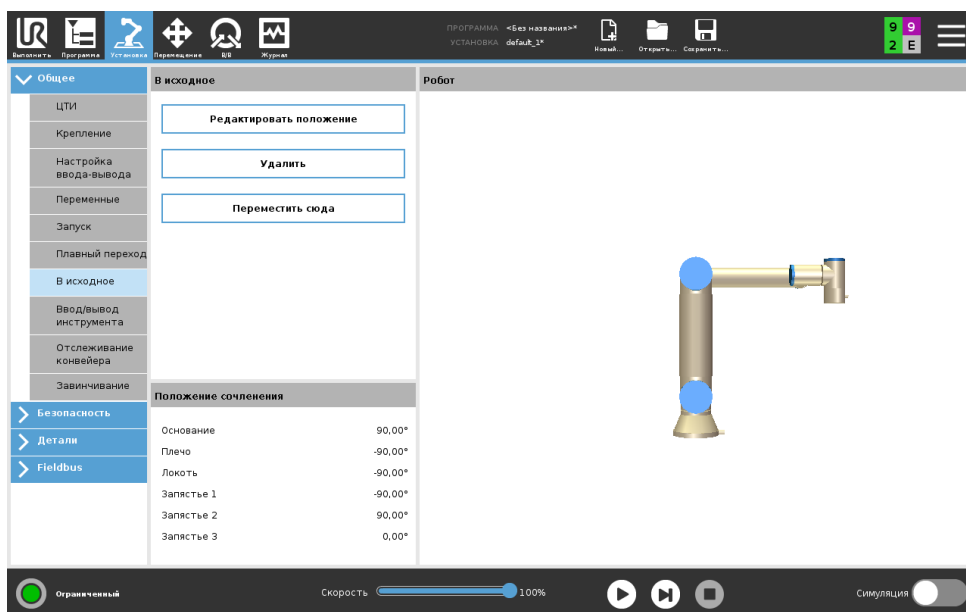 UR
ПРОГРАММА <Без названия>*
УСТАНОВКА default_1*
Выполнить Программа Установка Перемещение В/В Журнал
Новый... Открыть... Сохранить...
9 9
2 E
Общее
ЦТИ
Крепление
Настройка
ввода-вывода
Переменные
Запуск
Плавный переход
В исходное
Ввод/вывод
инструмента
Отслеживание
конвейера
Завинчивание
Безопасность
Детали
Fieldbus
В исходное
Редактировать положение
Удалить
Переместить сюда
Положение сочленения
Основание 90,00°
Плечо -90,00°
Локоть -90,00°
Запястье 1 -90,00°
Запястье 2 90,00°
Запястье 3 0,00°
Робот
Ограниченный
Скорость 100%
Симуляция